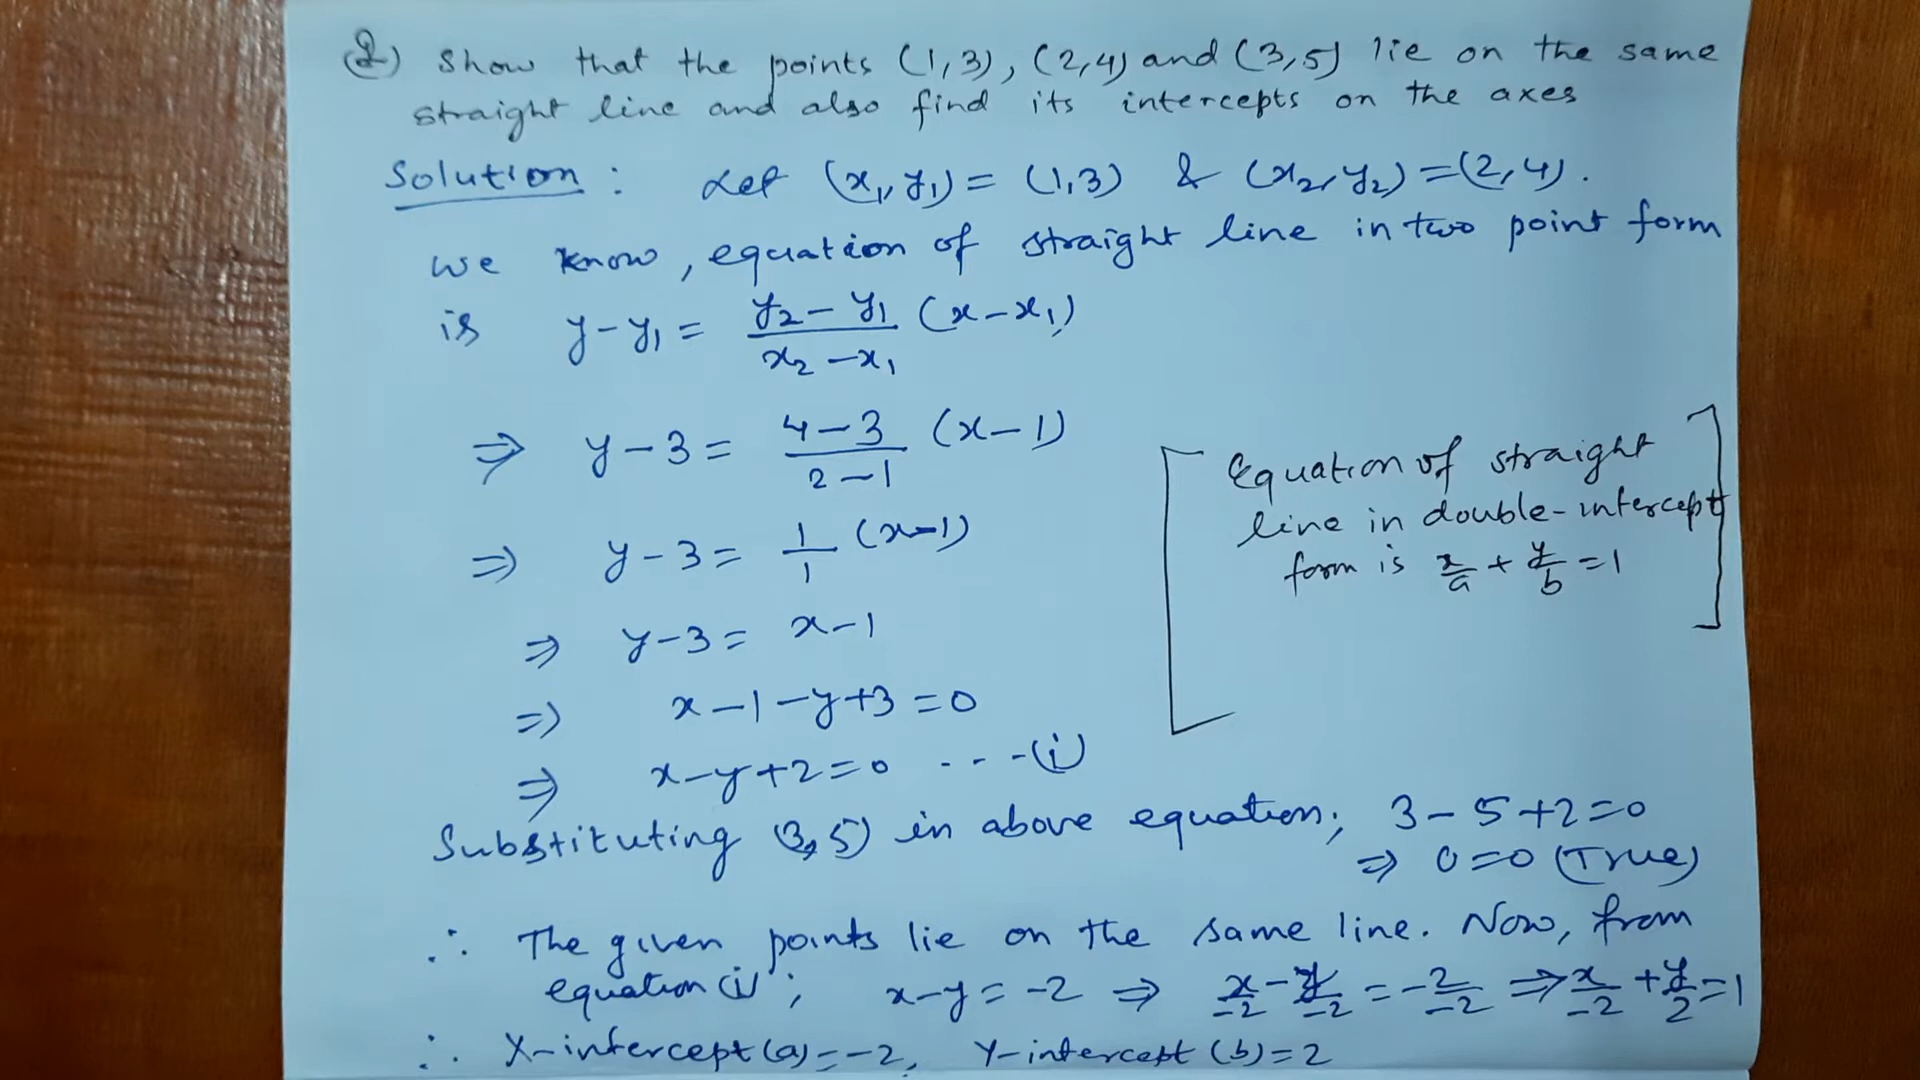 Q) Show that the points (1,3), (2,4) and (3,5) lie on the same
straight line and also find its intercepts on the axes
Solution : Let (x₁, y₁) = (1,3) & (x₂, y₂) = (2,4).
we know, equation of straight line in two point form
is y-y₁ = (y₂-y₁)/(x₂-x₁) (x-x₁)
⇒ y-3 = (4-3)/(2-1) (x-1)
⇒ y-3 = 1/1 (x-1)
⇒ y-3 = x-1
⇒ x-1-y+3 = 0
⇒ x-y+2=0 ----(i)
[Equation of straight
line in double-intercept
form is x/a + y/b = 1]
Substituting (3,5) in above equation; 3-5+2=0
⇒ 0=0 (True)
∴ The given points lie on the same line. Now, from
equation (i); x-y = -2 ⇒ x/-2 - y/-2 = -2/-2 ⇒ x/-2 + y/2 = 1
∴ X-intercept (a) = -2, Y-intercept (b) = 2